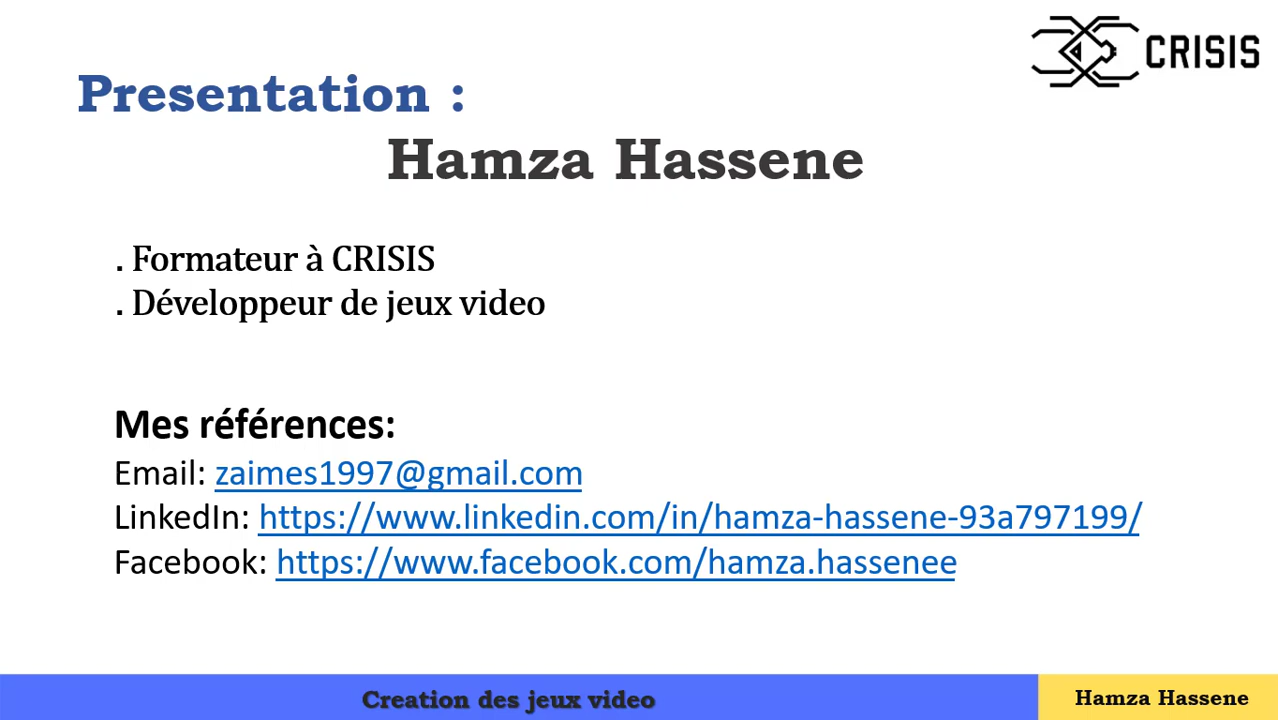 CRISIS
Presentation :
Hamza Hassene
. Formateur à CRISIS
. Développeur de jeux video
Mes références:
Email: zaimes1997@gmail.com
LinkedIn: https://www.linkedin.com/in/hamza-hassene-93a797199/
Facebook: https://www.facebook.com/hamza.hassenee
Creation des jeux video
Hamza Hassene